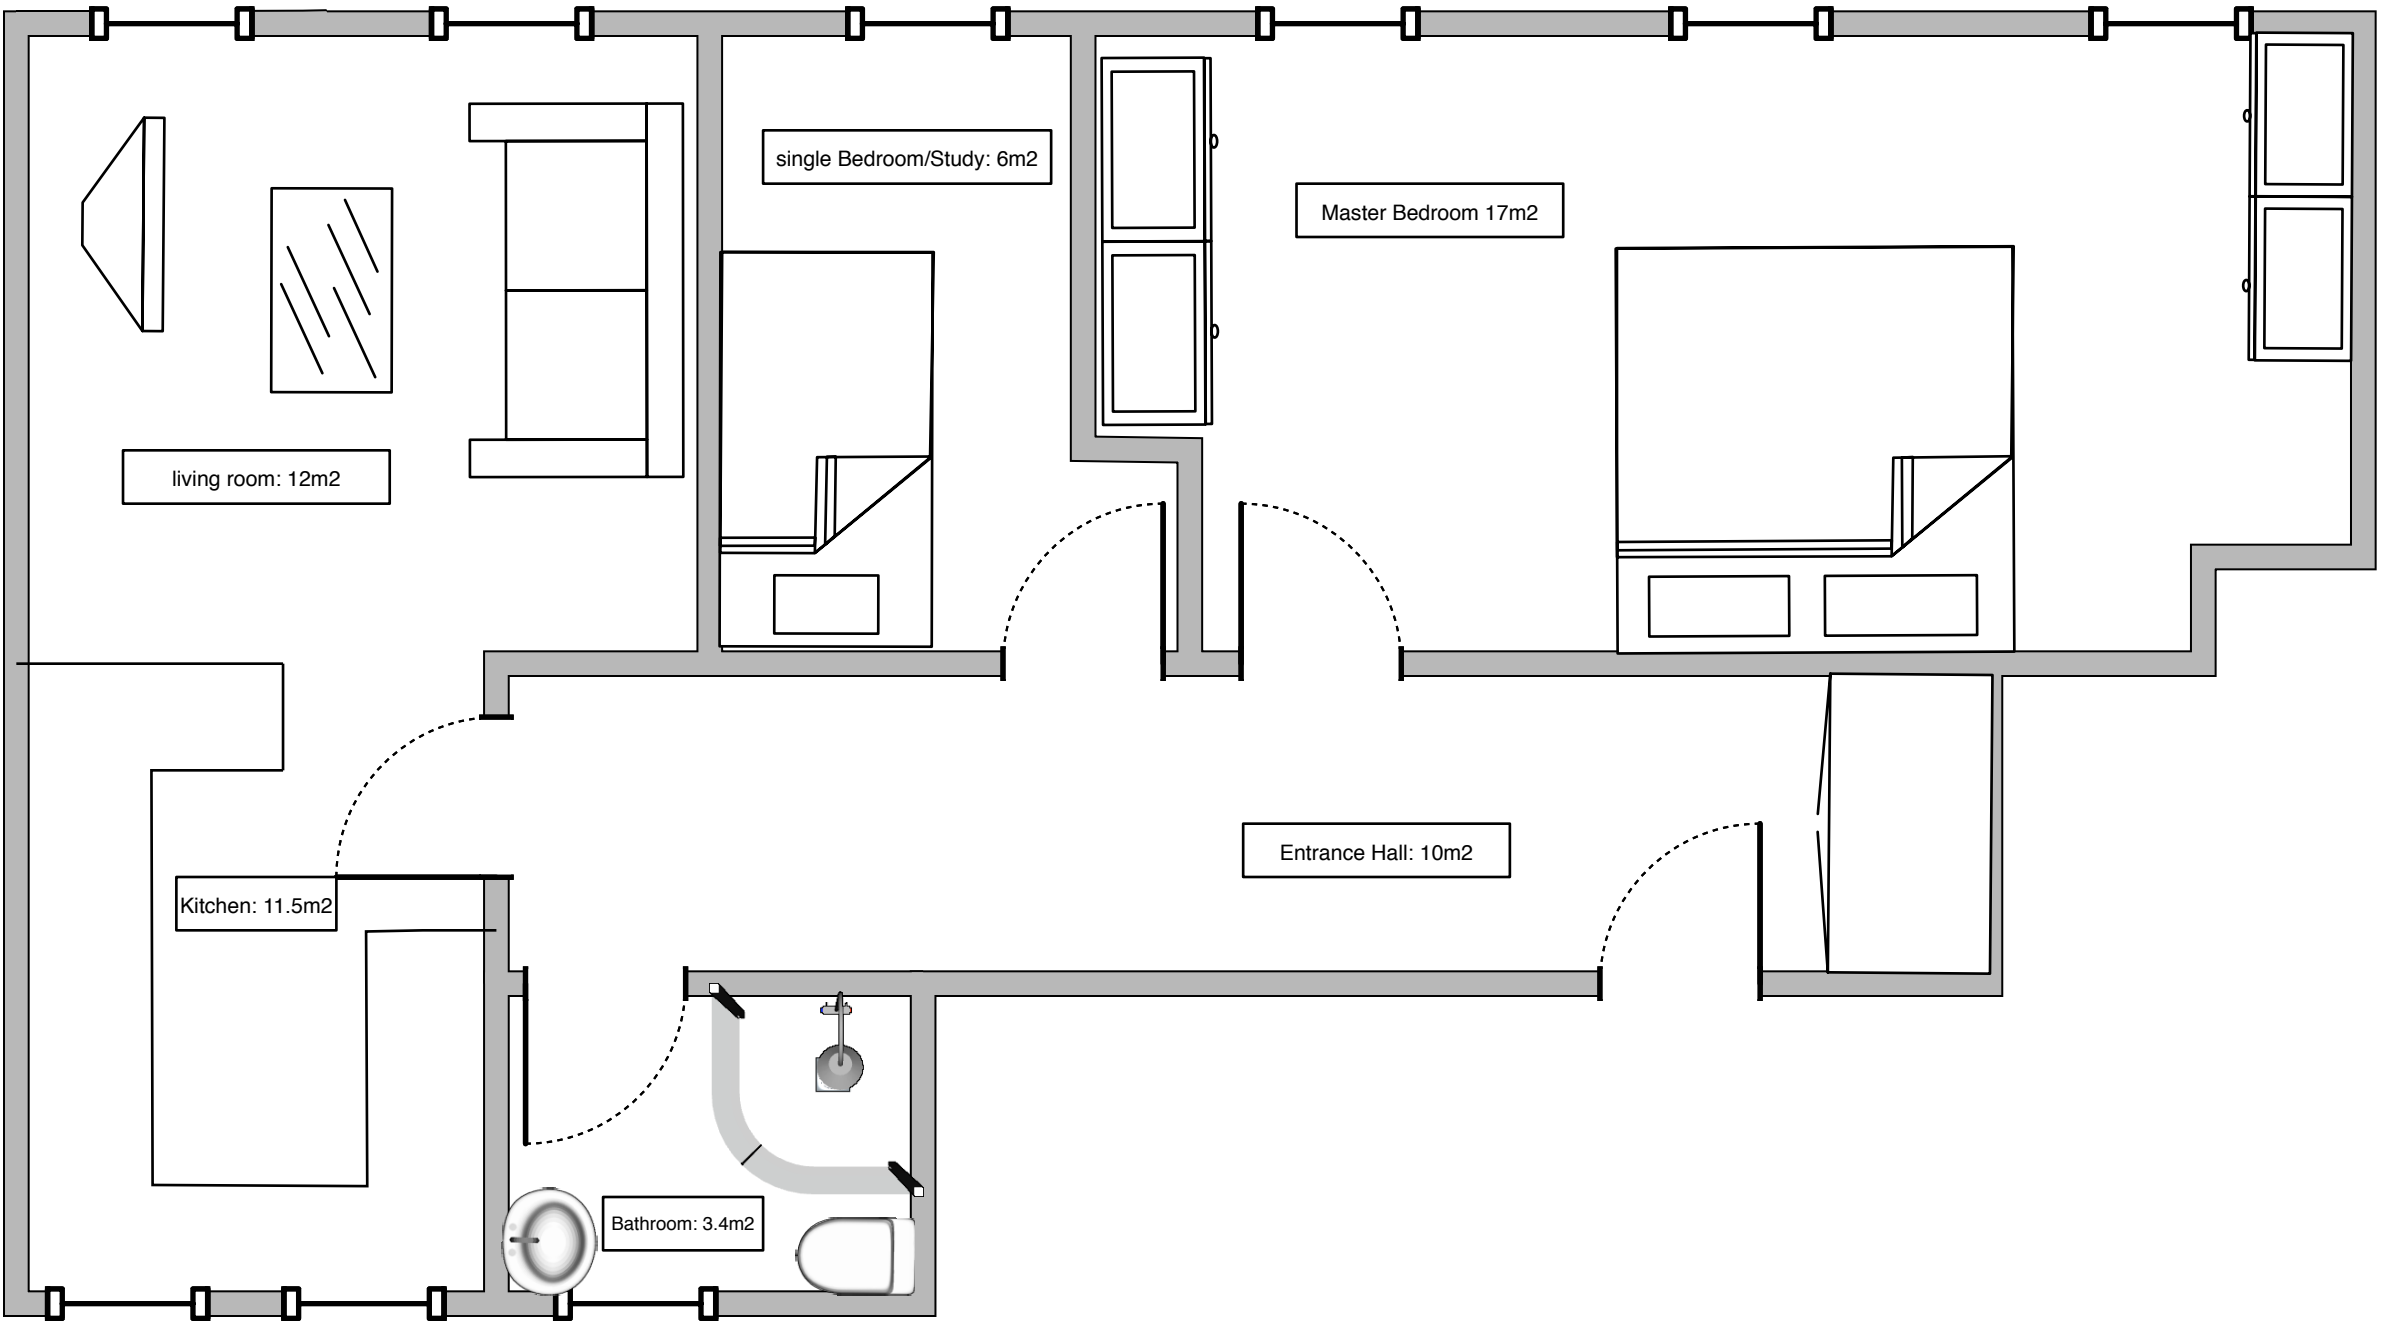 single Bedroom/Study: 6m2
Master Bedroom 17m2
living room: 12m2
Entrance Hall: 10m2
Kitchen: 11.5m2
Bathroom: 3.4m2